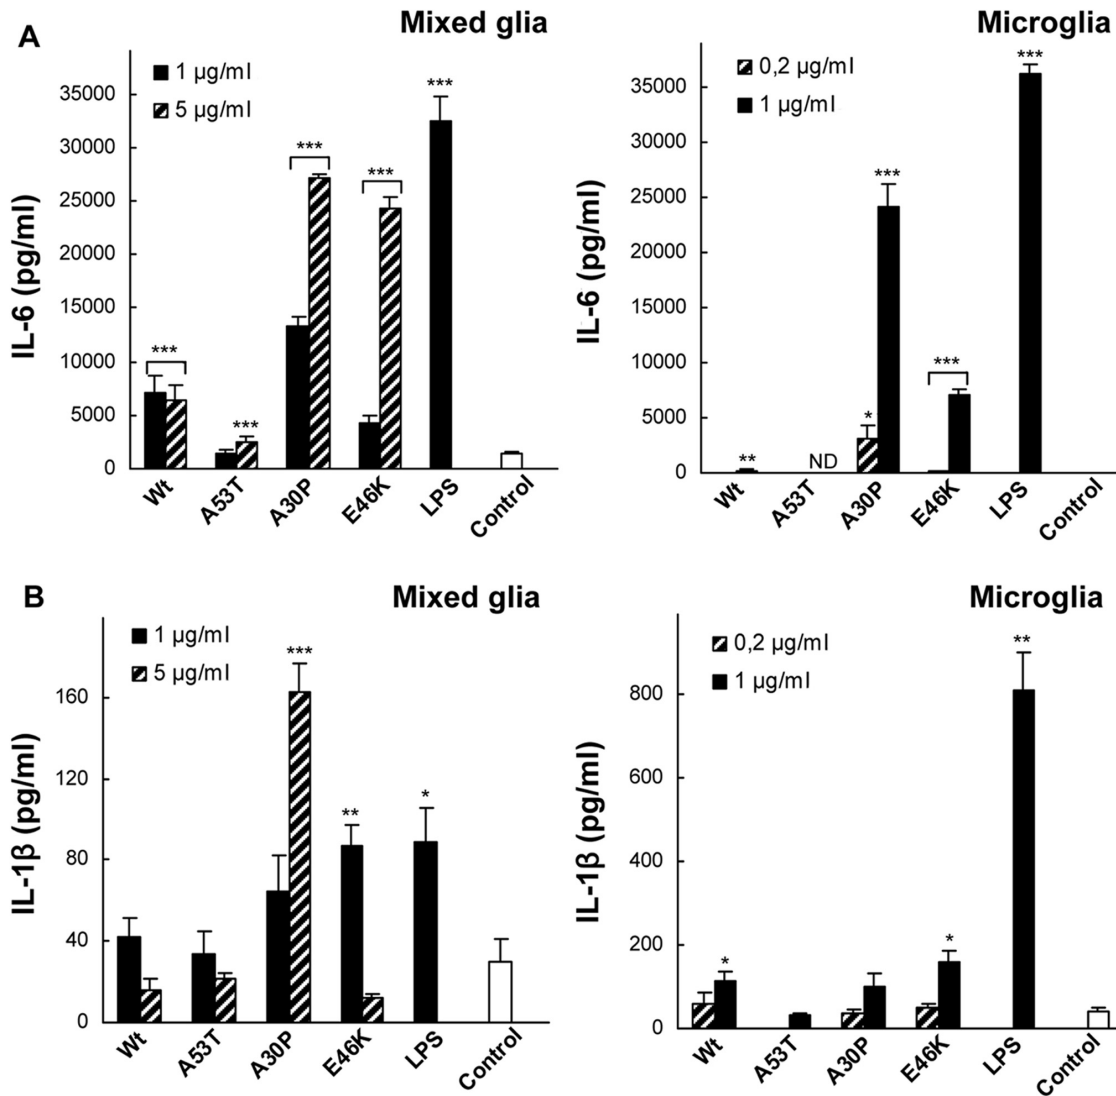 A
Mixed glia
1 µg/ml
5 µg/ml
IL-6 (pg/ml)
35000
30000
25000
20000
15000
10000
5000
0
***
***
***
***
***
Wt
A53T
A30P
E46K
LPS
Control
Microglia
0,2 µg/ml
1 µg/ml
IL-6 (pg/ml)
35000
30000
25000
20000
15000
10000
5000
0
**
ND
*
***
***
***
Wt
A53T
A30P
E46K
LPS
Control
B
Mixed glia
1 µg/ml
5 µg/ml
IL-1β (pg/ml)
160
120
80
40
0
***
**
*
Wt
A53T
A30P
E46K
LPS
Control
Microglia
0,2 µg/ml
1 µg/ml
IL-1β (pg/ml)
800
600
400
200
0
*
*
**
Wt
A53T
A30P
E46K
LPS
Control